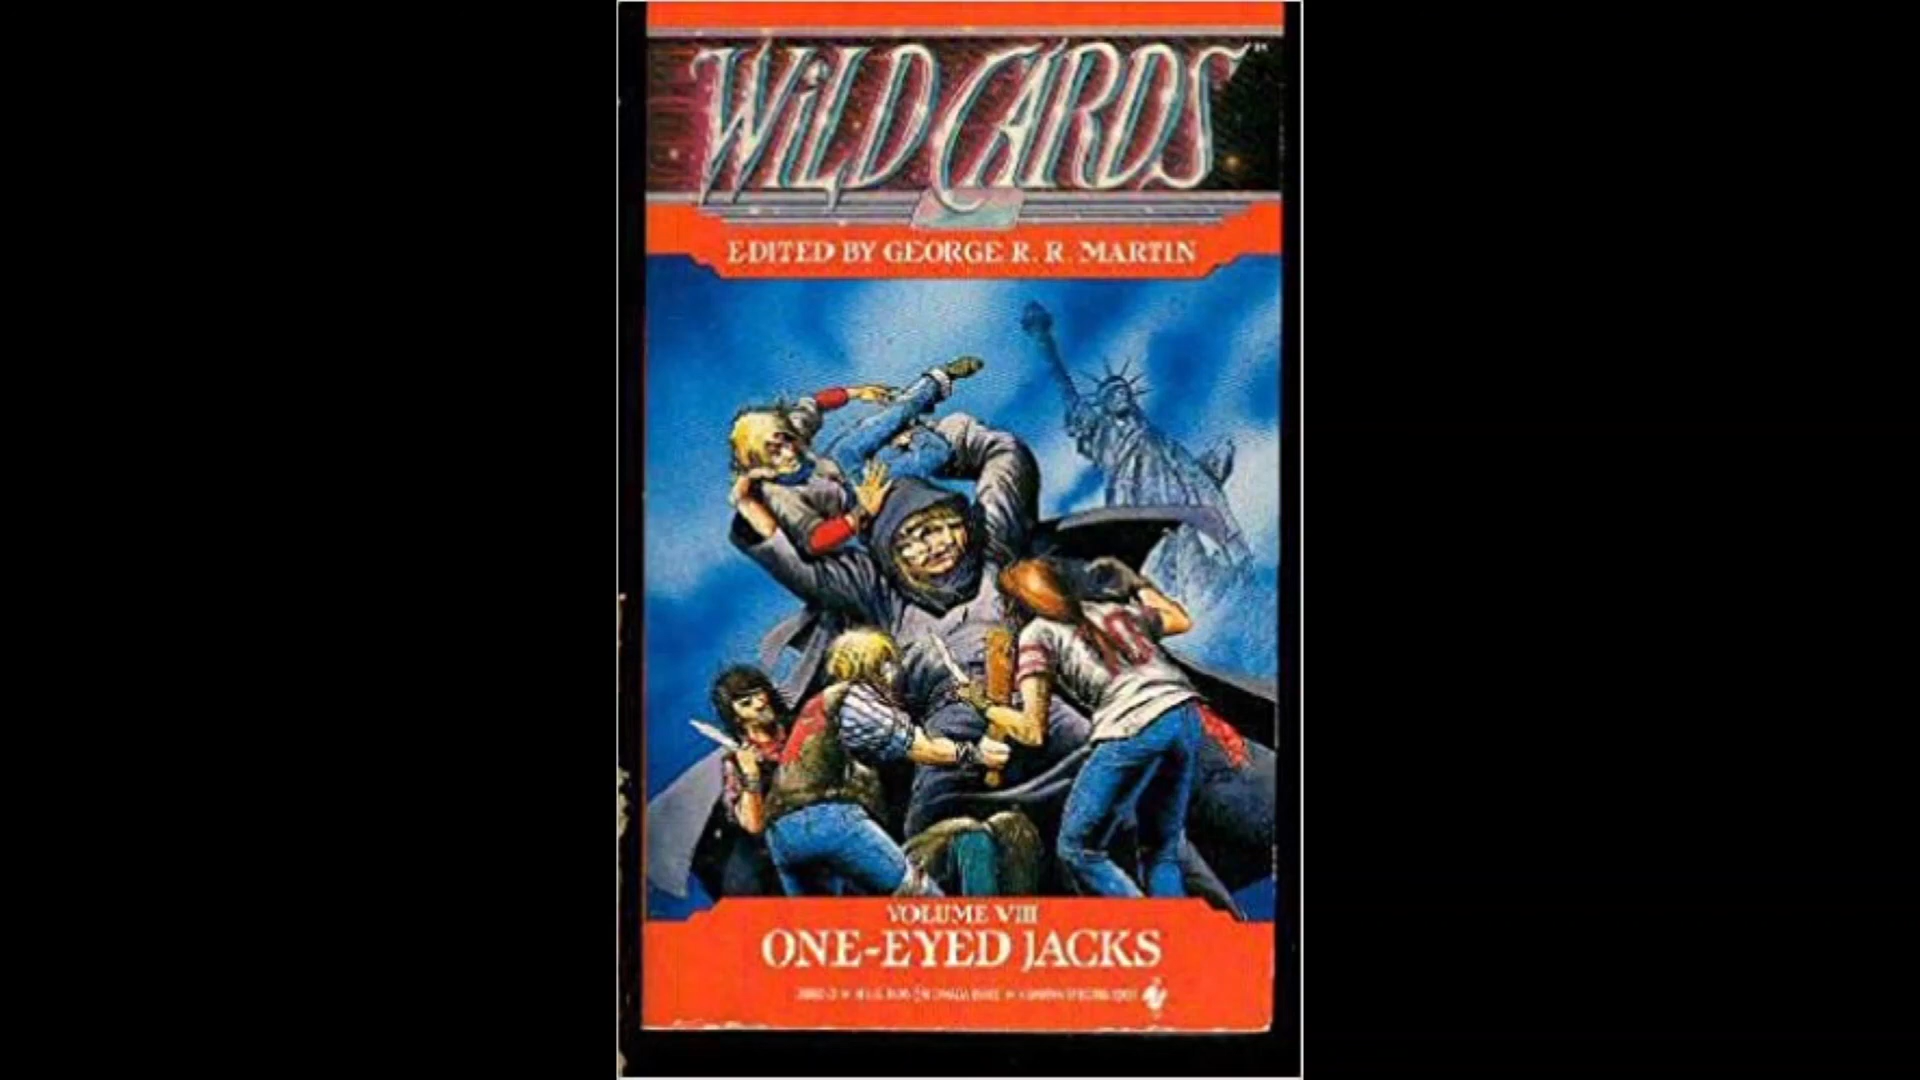 WILD CARDS
EDITED BY GEORGE R. R. MARTIN
VOLUME VIII
ONE-EYED JACKS